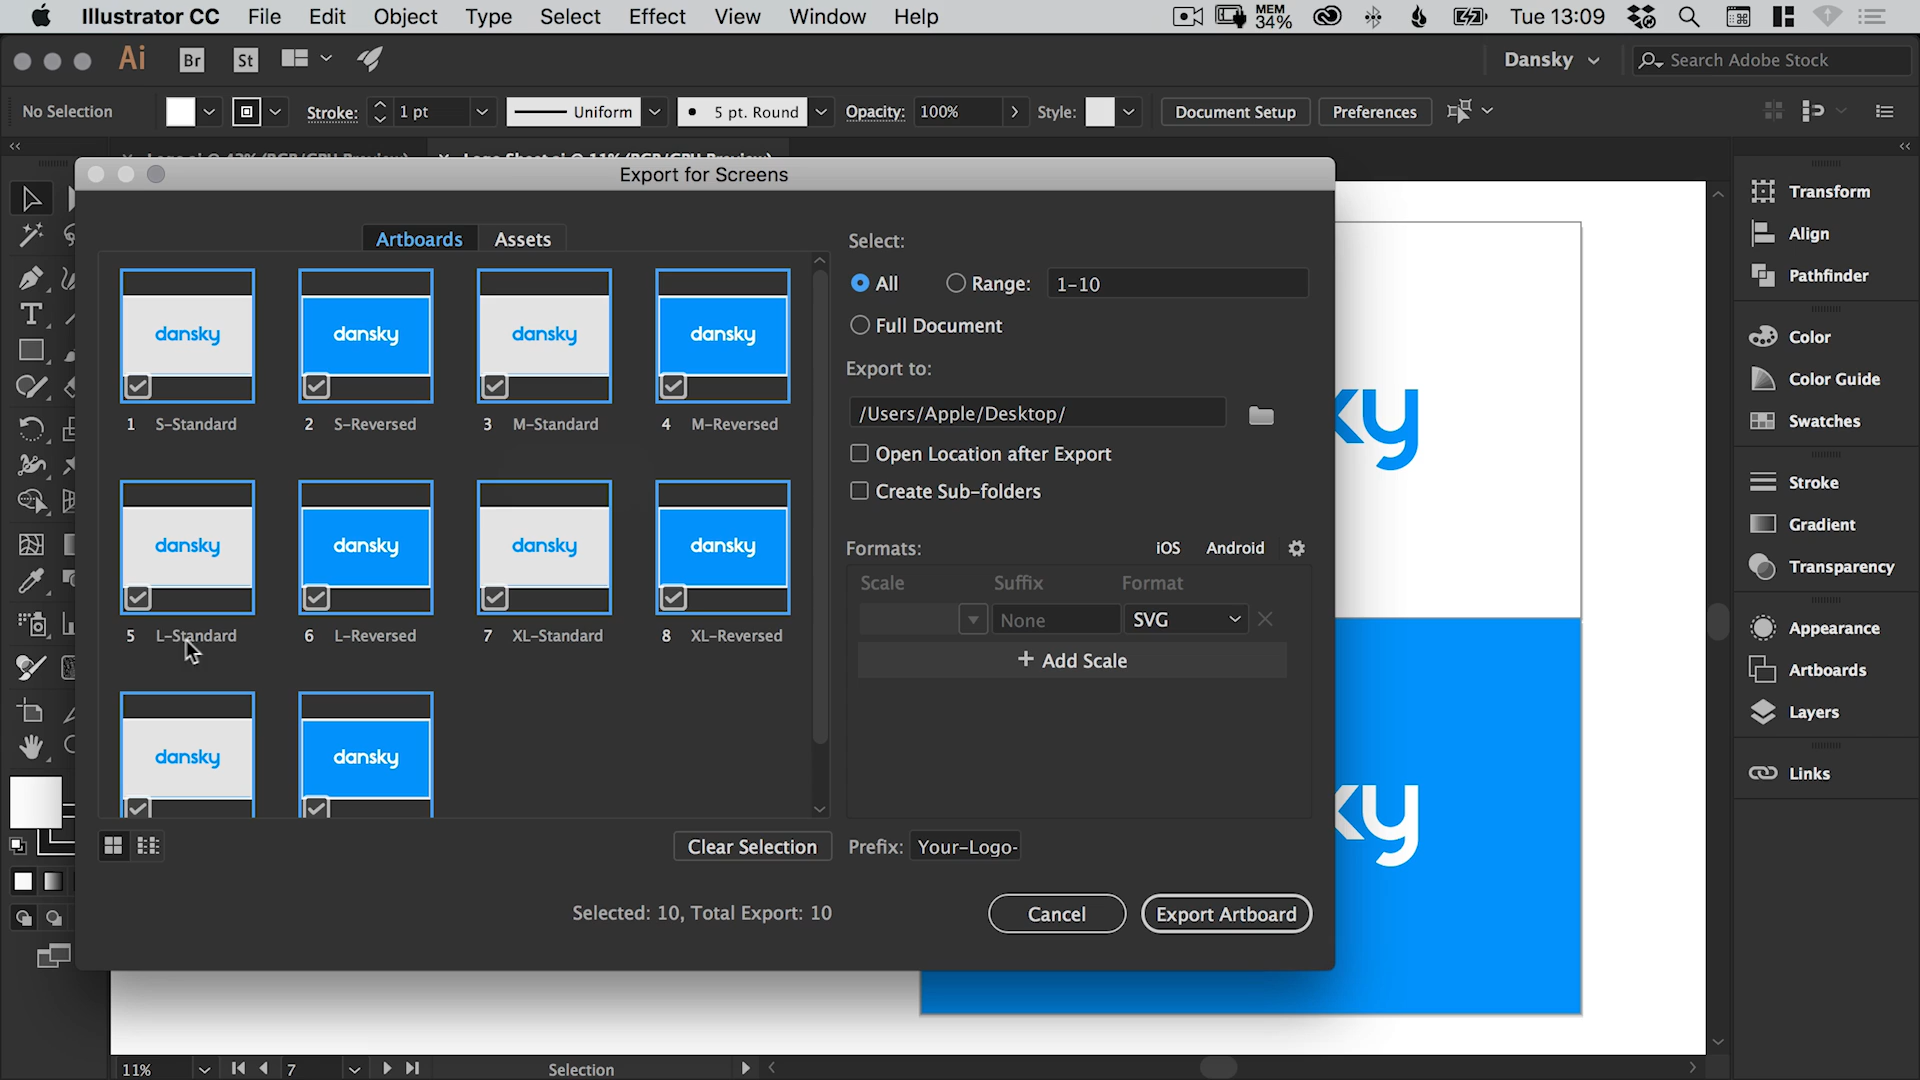 Illustrator CC File Edit Object Type Select Effect View Window Help MEM 34% Tue 13:09
Ai Br St Dansky Search Adobe Stock
No Selection Stroke: 1 pt Uniform 5 pt. Round Opacity: 100% Style: Document Setup Preferences
Export for Screens
Artboards Assets
dansky dansky dansky dansky
1 S-Standard 2 S-Reversed 3 M-Standard 4 M-Reversed
dansky dansky dansky dansky
5 L-Standard 6 L-Reversed 7 XL-Standard 8 XL-Reversed
dansky dansky
Clear Selection
Selected: 10, Total Export: 10
Select:
All Range: 1-10
Full Document
Export to:
/Users/Apple/Desktop/
Open Location after Export
Create Sub-folders
Formats: iOS Android
Scale Suffix Format
None SVG
+ Add Scale
Prefix: Your-Logo-
Cancel Export Artboard
ky
ky
Transform
Align
Pathfinder
Color
Color Guide
Swatches
Stroke
Gradient
Transparency
Appearance
Artboards
Layers
Links
11% 7 Selection